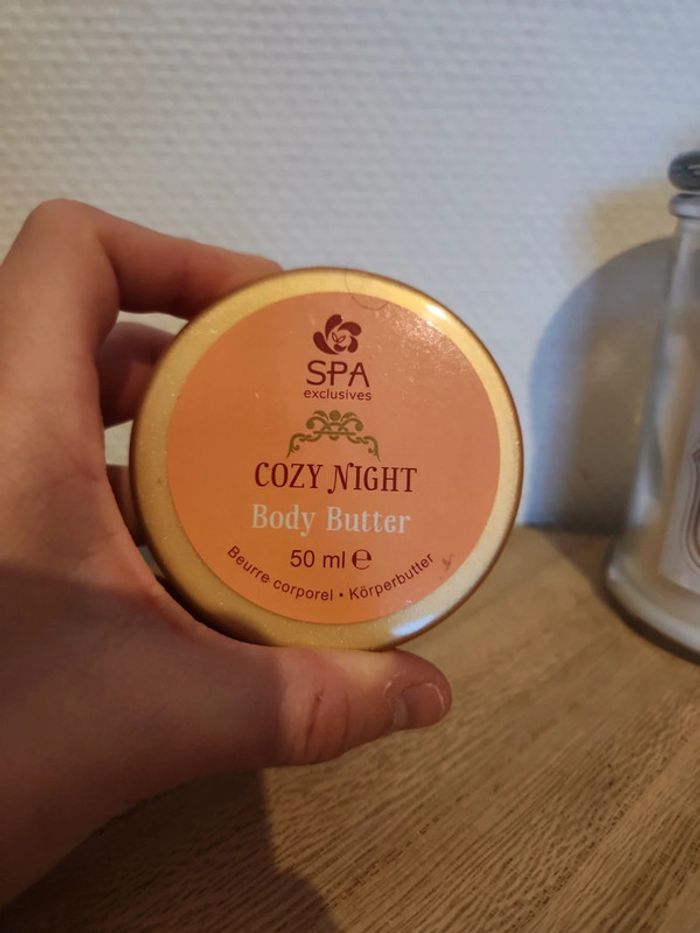 SPA
exclusives
COZY NIGHT
Body Butter
50 ml ℮
Beurre corporel • Körperbutter